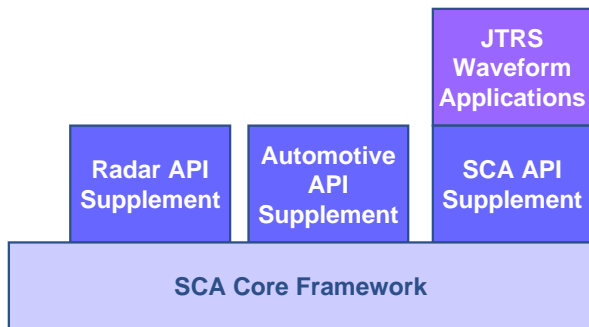 JTRS
Waveform
Applications
Radar API
Supplement
Automotive
API
Supplement
SCA API
Supplement
SCA Core Framework